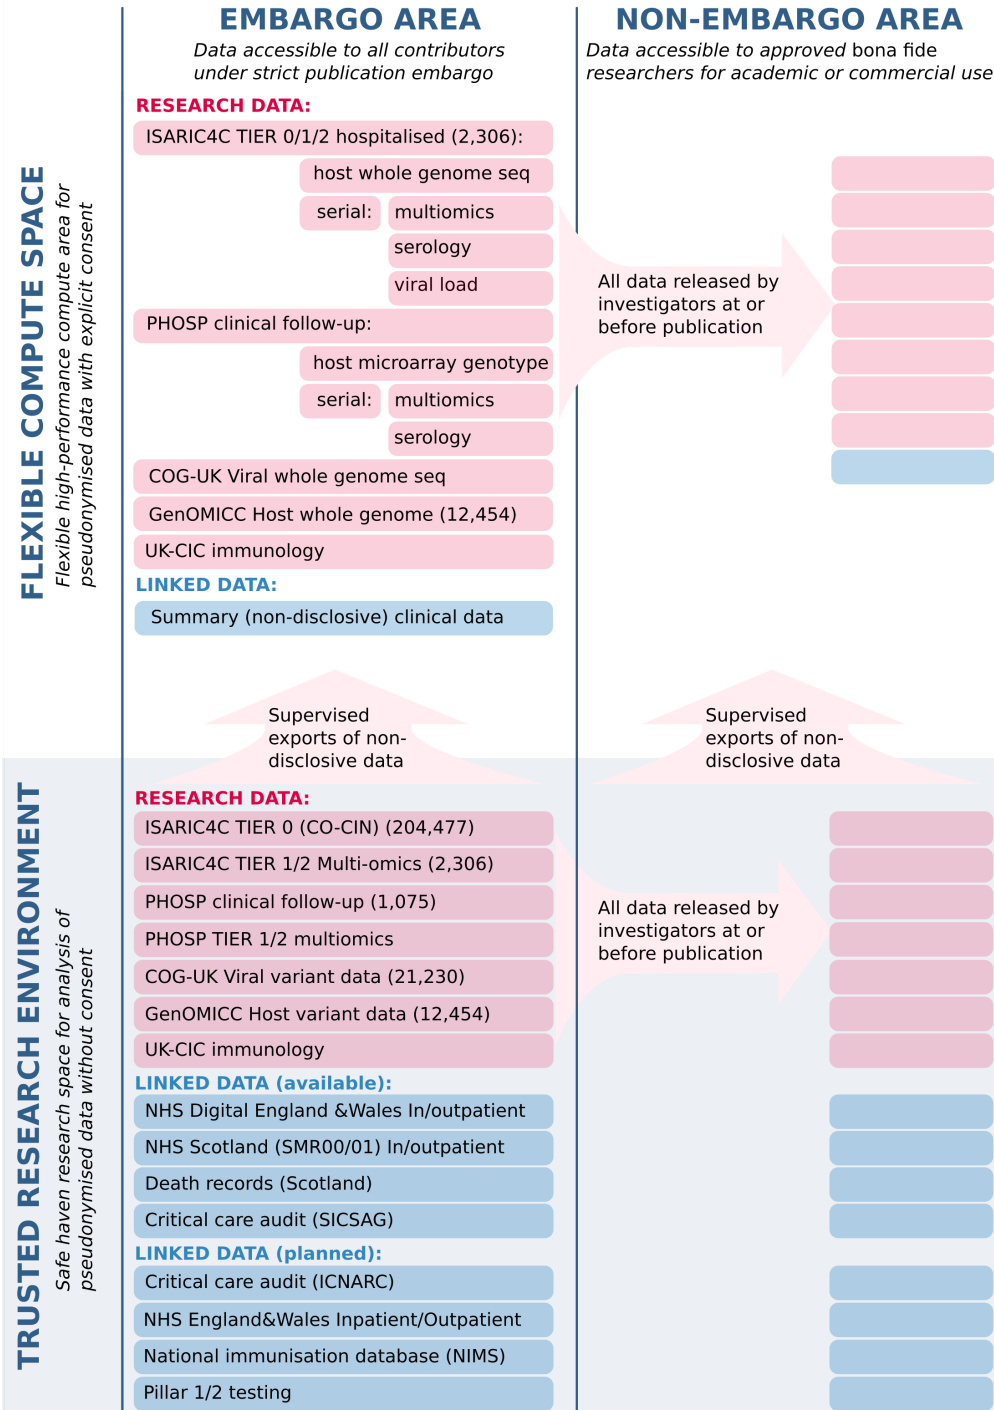 EMBARGO AREA
Data accessible to all contributors
under strict publication embargo
NON-EMBARGO AREA
Data accessible to approved bona fide
researchers for academic or commercial use
FLEXIBLE COMPUTE SPACE
Flexible high-performance compute area for
pseudonymised data with explicit consent
RESEARCH DATA:
ISARIC4C TIER 0/1/2 hospitalised (2,306):
host whole genome seq
serial: multiomics
serology
viral load
PHOSP clinical follow-up:
host microarray genotype
serial: multiomics
serology
COG-UK Viral whole genome seq
GenOMICC Host whole genome (12,454)
UK-CIC immunology
LINKED DATA:
Summary (non-disclosive) clinical data
All data released by
investigators at or
before publication
Supervised
exports of non-
disclosive data
Supervised
exports of non-
disclosive data
TRUSTED RESEARCH ENVIRONMENT
Safe haven research space for analysis of
pseudonymised data without consent
RESEARCH DATA:
ISARIC4C TIER 0 (CO-CIN) (204,477)
ISARIC4C TIER 1/2 Multi-omics (2,306)
PHOSP clinical follow-up (1,075)
PHOSP TIER 1/2 multiomics
COG-UK Viral variant data (21,230)
GenOMICC Host variant data (12,454)
UK-CIC immunology
All data released by
investigators at or
before publication
LINKED DATA (available):
NHS Digital England &Wales In/outpatient
NHS Scotland (SMR00/01) In/outpatient
Death records (Scotland)
Critical care audit (SICSAG)
LINKED DATA (planned):
Critical care audit (ICNARC)
NHS England&Wales Inpatient/Outpatient
National immunisation database (NIMS)
Pillar 1/2 testing